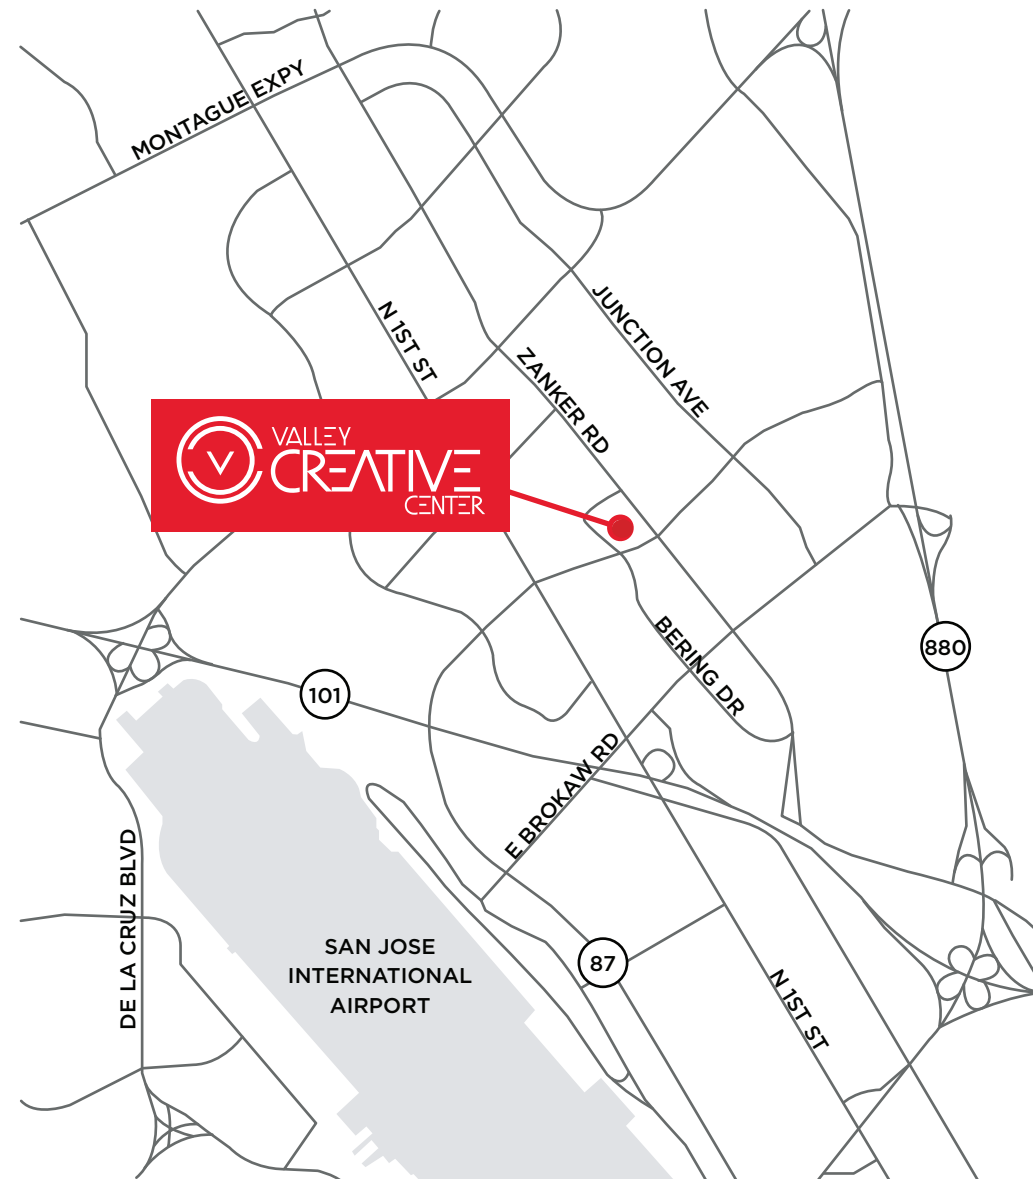 MONTAGUE EXPY
N 1ST ST
JUNCTION AVE
ZANKER RD
VALLEY
CREATIVE
CENTER
BERING DR
880
101
E BROKAW RD
DE LA CRUZ BLVD
SAN JOSE
INTERNATIONAL
AIRPORT
87
N 1ST ST